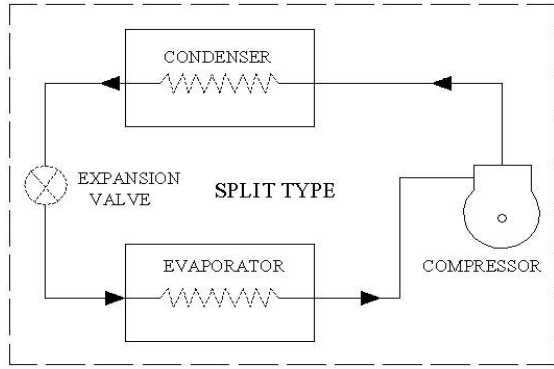 CONDENSER
EXPANSION
VALVE
SPLIT TYPE
EVAPORATOR
COMPRESSOR